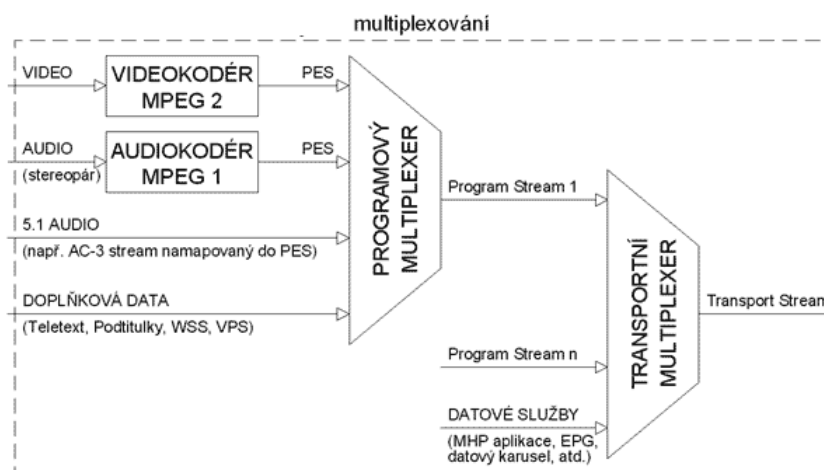 multiplexování
VIDEO
VIDEOKODÉR
MPEG 2
PES
AUDIO
(stereopár)
AUDIOKODÉR
MPEG 1
PES
5.1 AUDIO
(např. AC-3 stream namapovaný do PES)
DOPLŇKOVÁ DATA
(Teletext, Podtitulky, WSS, VPS)
PROGRAMOVÝ
MULTIPLEXER
Program Stream 1
Program Stream n
DATOVÉ SLUŽBY
(MHP aplikace, EPG,
datový karusel, atd.)
TRANSPORTNÍ
MULTIPLEXER
Transport Stream